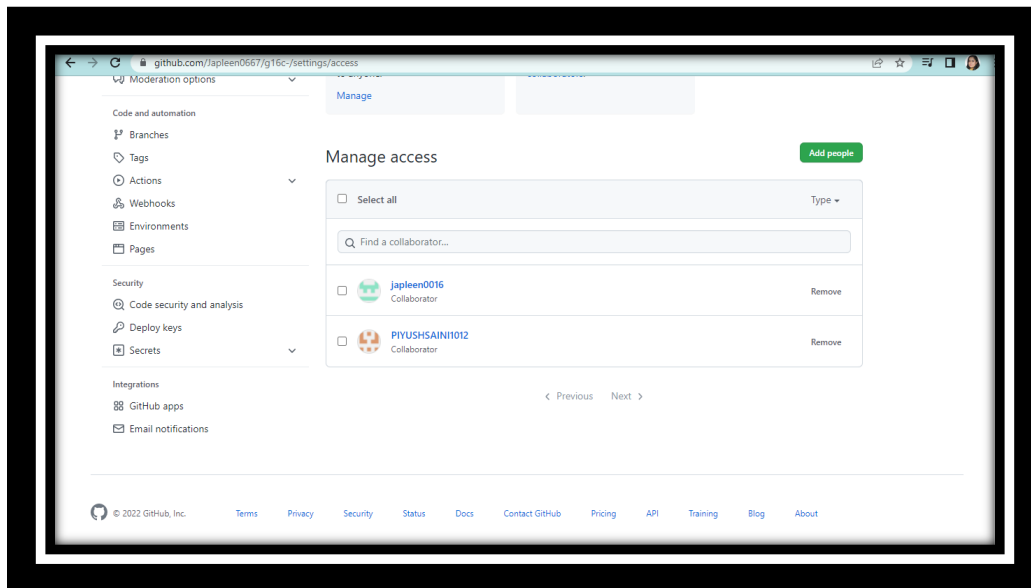 github.com/Japleen0667/g16c-/settings/access
Moderation options
Manage
Code and automation
Branches
Tags
Actions
Webhooks
Environments
Pages
Security
Code security and analysis
Deploy keys
Secrets
Integrations
GitHub apps
Email notifications
Manage access
Add people
Select all
Type
Find a collaborator...
japleen0016
Collaborator
Remove
PIYUSHSAINI1012
Collaborator
Remove
Previous Next
© 2022 GitHub, Inc. Terms Privacy Security Status Docs Contact GitHub Pricing API Training Blog About